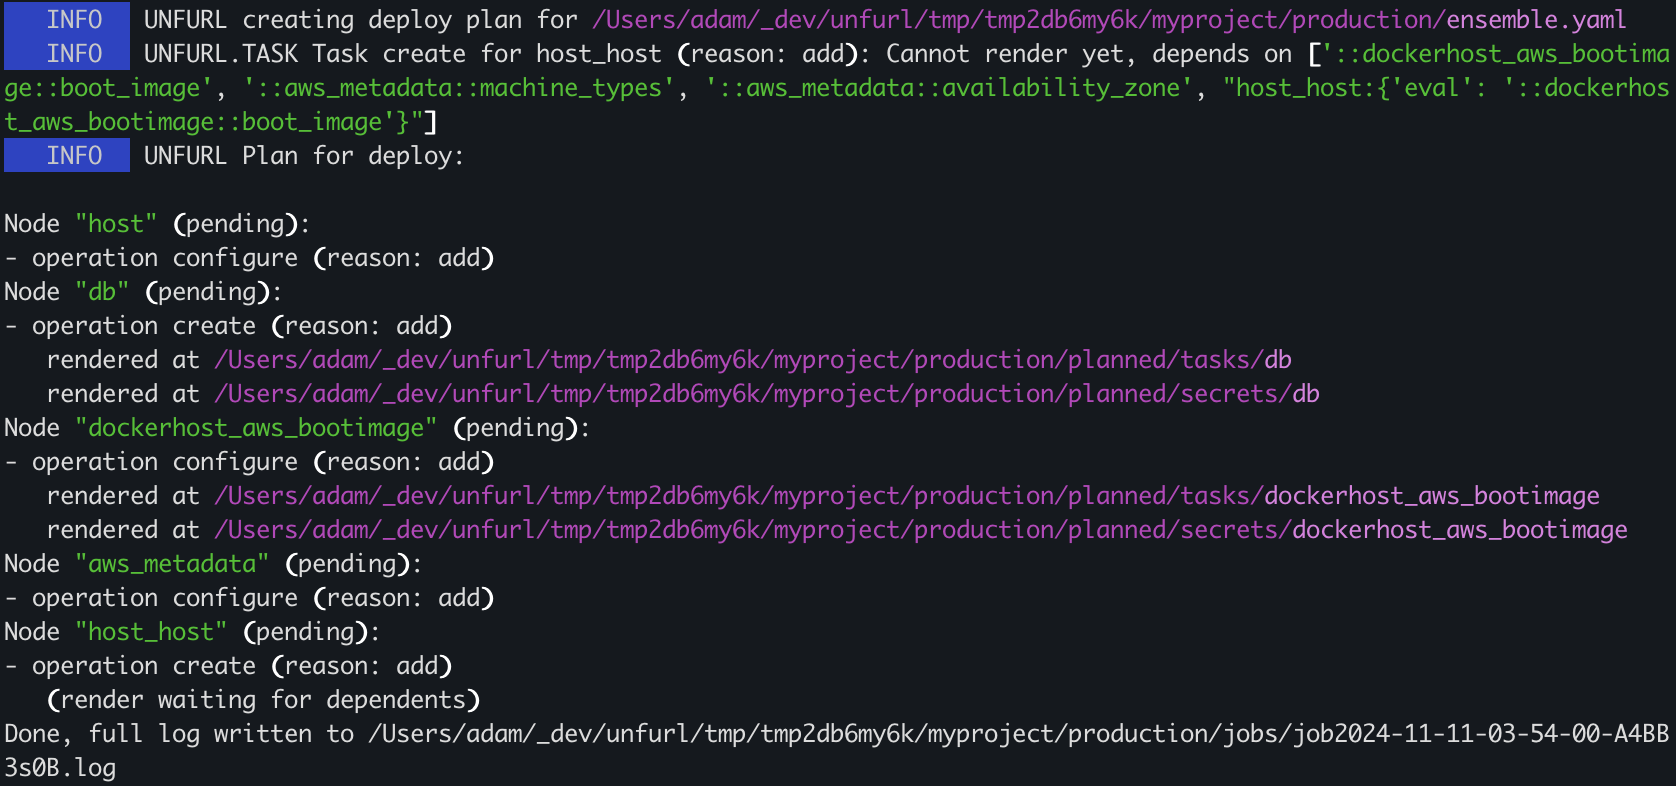 INFO UNFURL creating deploy plan for /Users/adam/_dev/unfurl/tmp/tmp2db6my6k/myproject/production/ensemble.yaml
INFO UNFURL.TASK Task create for host_host (reason: add): Cannot render yet, depends on ['::dockerhost_aws_bootima
ge::boot_image', '::aws_metadata::machine_types', '::aws_metadata::availability_zone', "host_host:{'eval': '::dockerhos
t_aws_bootimage::boot_image'}"]
INFO UNFURL Plan for deploy:
Node "host" (pending):
- operation configure (reason: add)
Node "db" (pending):
- operation create (reason: add)
rendered at /Users/adam/_dev/unfurl/tmp/tmp2db6my6k/myproject/production/planned/tasks/db
rendered at /Users/adam/_dev/unfurl/tmp/tmp2db6my6k/myproject/production/planned/secrets/db
Node "dockerhost_aws_bootimage" (pending):
- operation configure (reason: add)
rendered at /Users/adam/_dev/unfurl/tmp/tmp2db6my6k/myproject/production/planned/tasks/dockerhost_aws_bootimage
rendered at /Users/adam/_dev/unfurl/tmp/tmp2db6my6k/myproject/production/planned/secrets/dockerhost_aws_bootimage
Node "aws_metadata" (pending):
- operation configure (reason: add)
Node "host_host" (pending):
- operation create (reason: add)
(render waiting for dependents)
Done, full log written to /Users/adam/_dev/unfurl/tmp/tmp2db6my6k/myproject/production/jobs/job2024-11-11-03-54-00-A4BB
3s0B.log